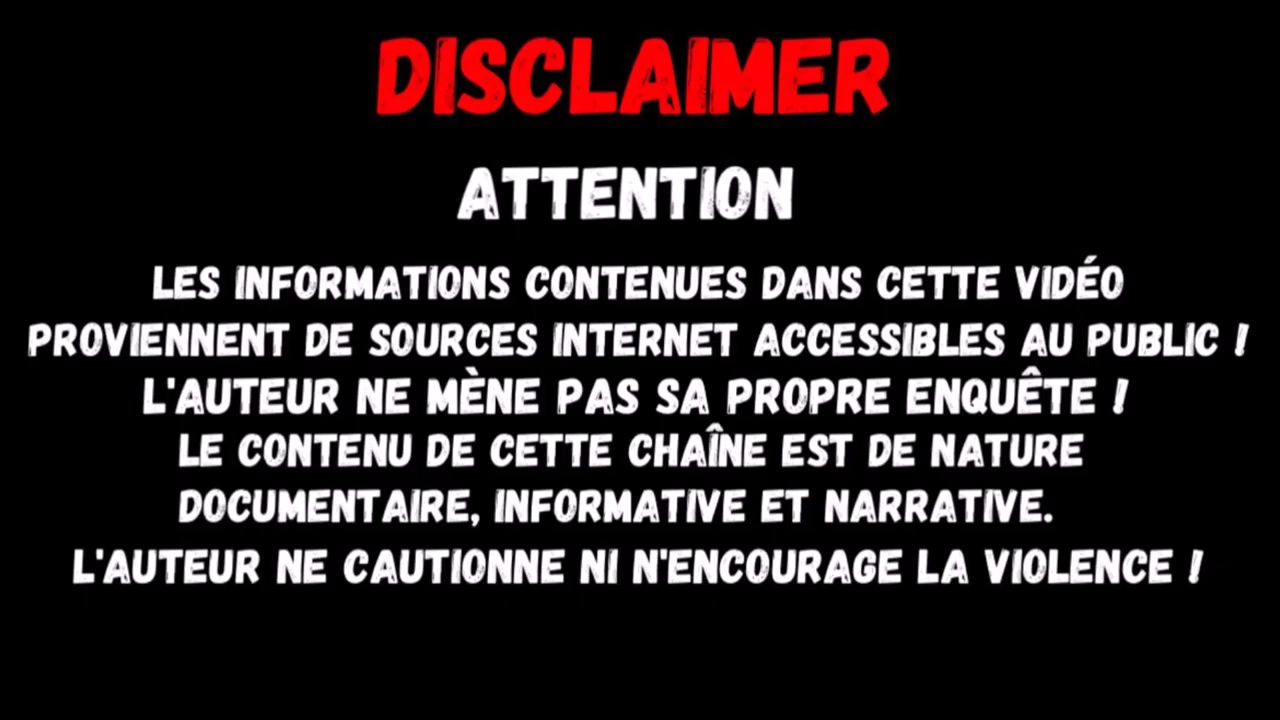 DISCLAIMER
ATTENTION
LES INFORMATIONS CONTENUES DANS CETTE VIDÉO
PROVIENNENT DE SOURCES INTERNET ACCESSIBLES AU PUBLIC !
L'AUTEUR NE MÈNE PAS SA PROPRE ENQUÊTE !
LE CONTENU DE CETTE CHAÎNE EST DE NATURE
DOCUMENTAIRE, INFORMATIVE ET NARRATIVE.
L'AUTEUR NE CAUTIONNE NI N'ENCOURAGE LA VIOLENCE !